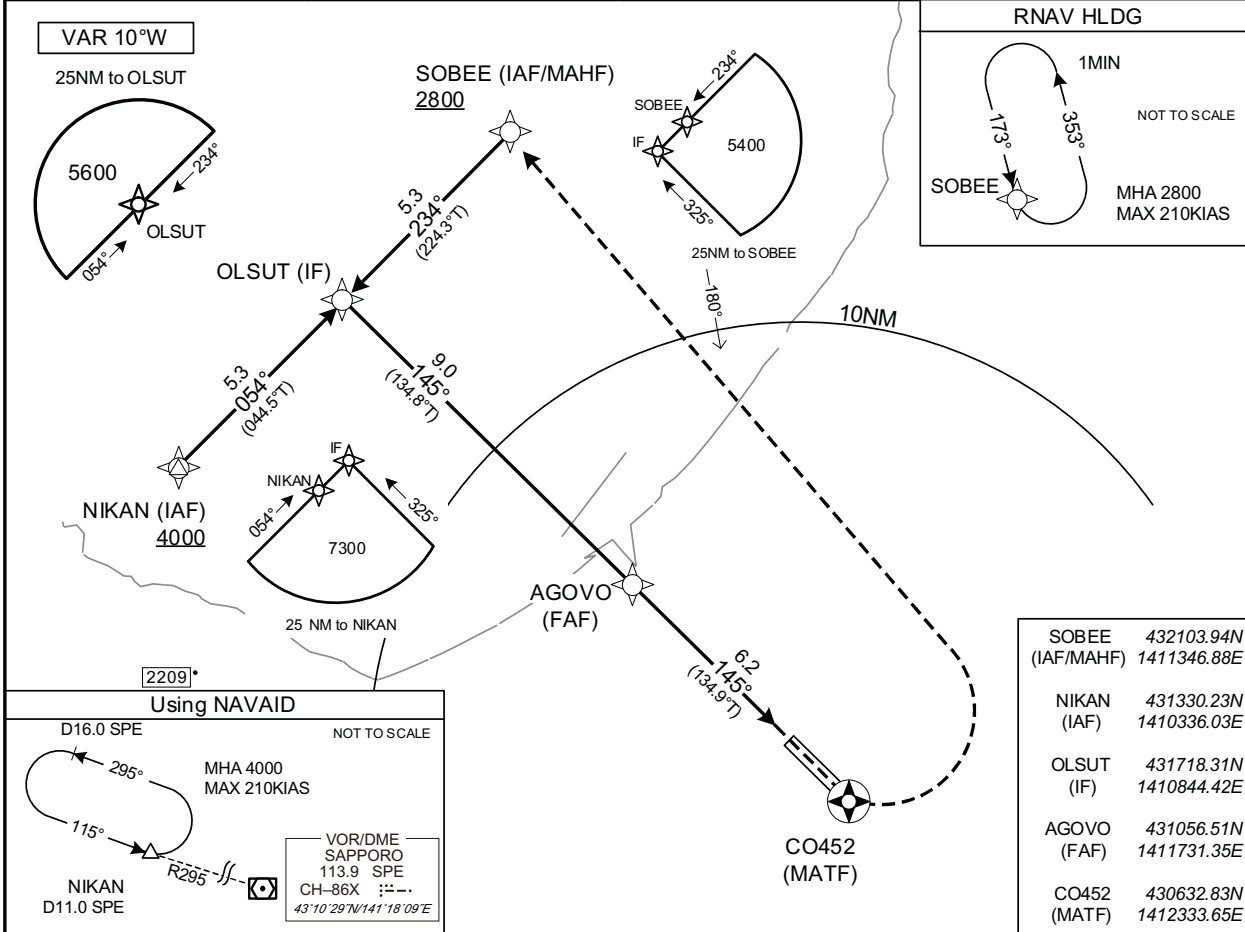 VAR 10°W
25NM to OLSUT
5600
234°
OLSUT
054°
SOBEE (IAF/MAHF)
2800
5.3
234°
(224.3°T)
234°
SOBEE
IF
5400
325°
25NM to SOBEE
RNAV HLDG
1MIN
NOT TO SCALE
173°
353°
SOBEE
MHA 2800
MAX 210KIAS
OLSUT (IF)
180°
10NM
5.3
054°
(044.5°T)
9.0
145°
(134.8°T)
NIKAN (IAF)
4000
IF
NIKAN
054°
325°
7300
25 NM to NIKAN
AGOVO
(FAF)
6.2
145°
(134.9°T)
CO452
(MATF)
2209
Using NAVAID
D16.0 SPE
NOT TO SCALE
295°
MHA 4000
MAX 210KIAS
115°
R295
NIKAN
D11.0 SPE
VOR/DME
SAPPORO
113.9 SPE
CH–86X
43°10'29"N/141°18'09"E
SOBEE 432103.94N
(IAF/MAHF) 1411346.88E
NIKAN 431330.23N
(IAF) 1410336.03E
OLSUT 431718.31N
(IF) 1410844.42E
AGOVO 431056.51N
(FAF) 1411731.35E
CO452 430632.83N
(MATF) 1412333.65E